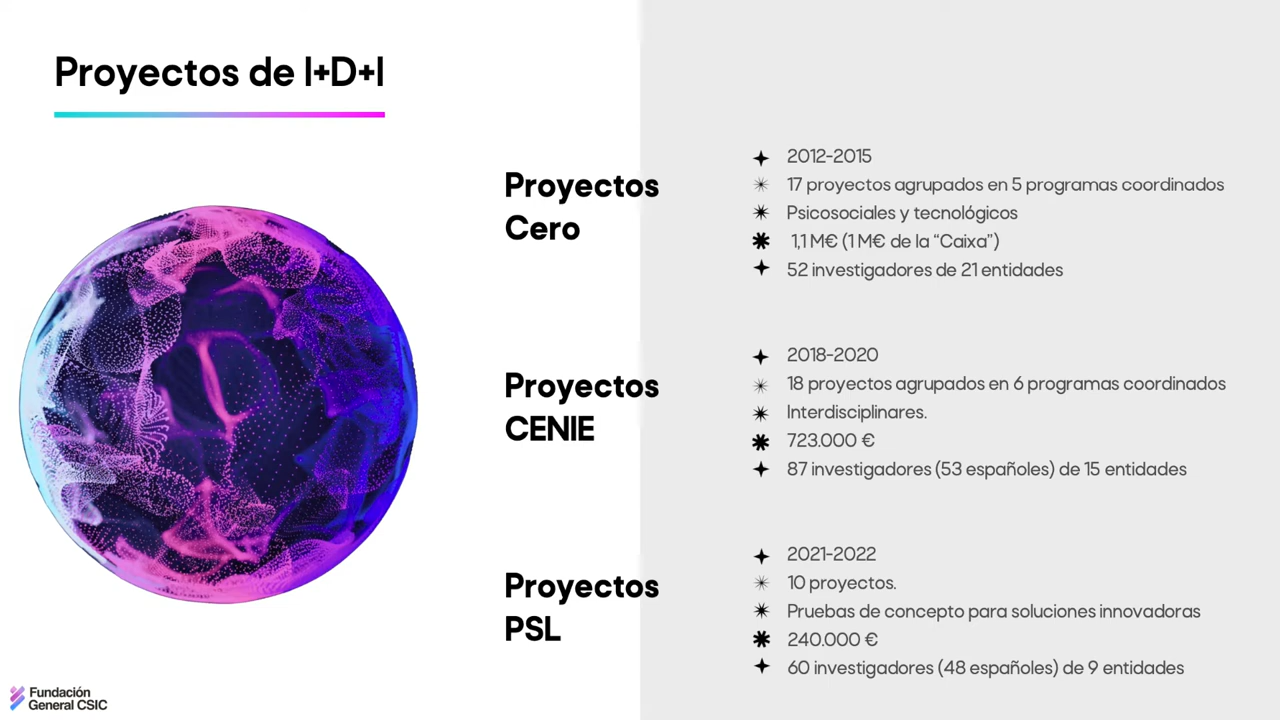 Proyectos de I+D+I
Proyectos
Cero
2012-2015
17 proyectos agrupados en 5 programas coordinados
Psicosociales y tecnológicos
1,1 M€ (1 M€ de la “Caixa”)
52 investigadores de 21 entidades
Proyectos
CENIE
2018-2020
18 proyectos agrupados en 6 programas coordinados
Interdisciplinares.
723.000 €
87 investigadores (53 españoles) de 15 entidades
Proyectos
PSL
2021-2022
10 proyectos.
Pruebas de concepto para soluciones innovadoras
240.000 €
60 investigadores (48 españoles) de 9 entidades
Fundación
General CSIC